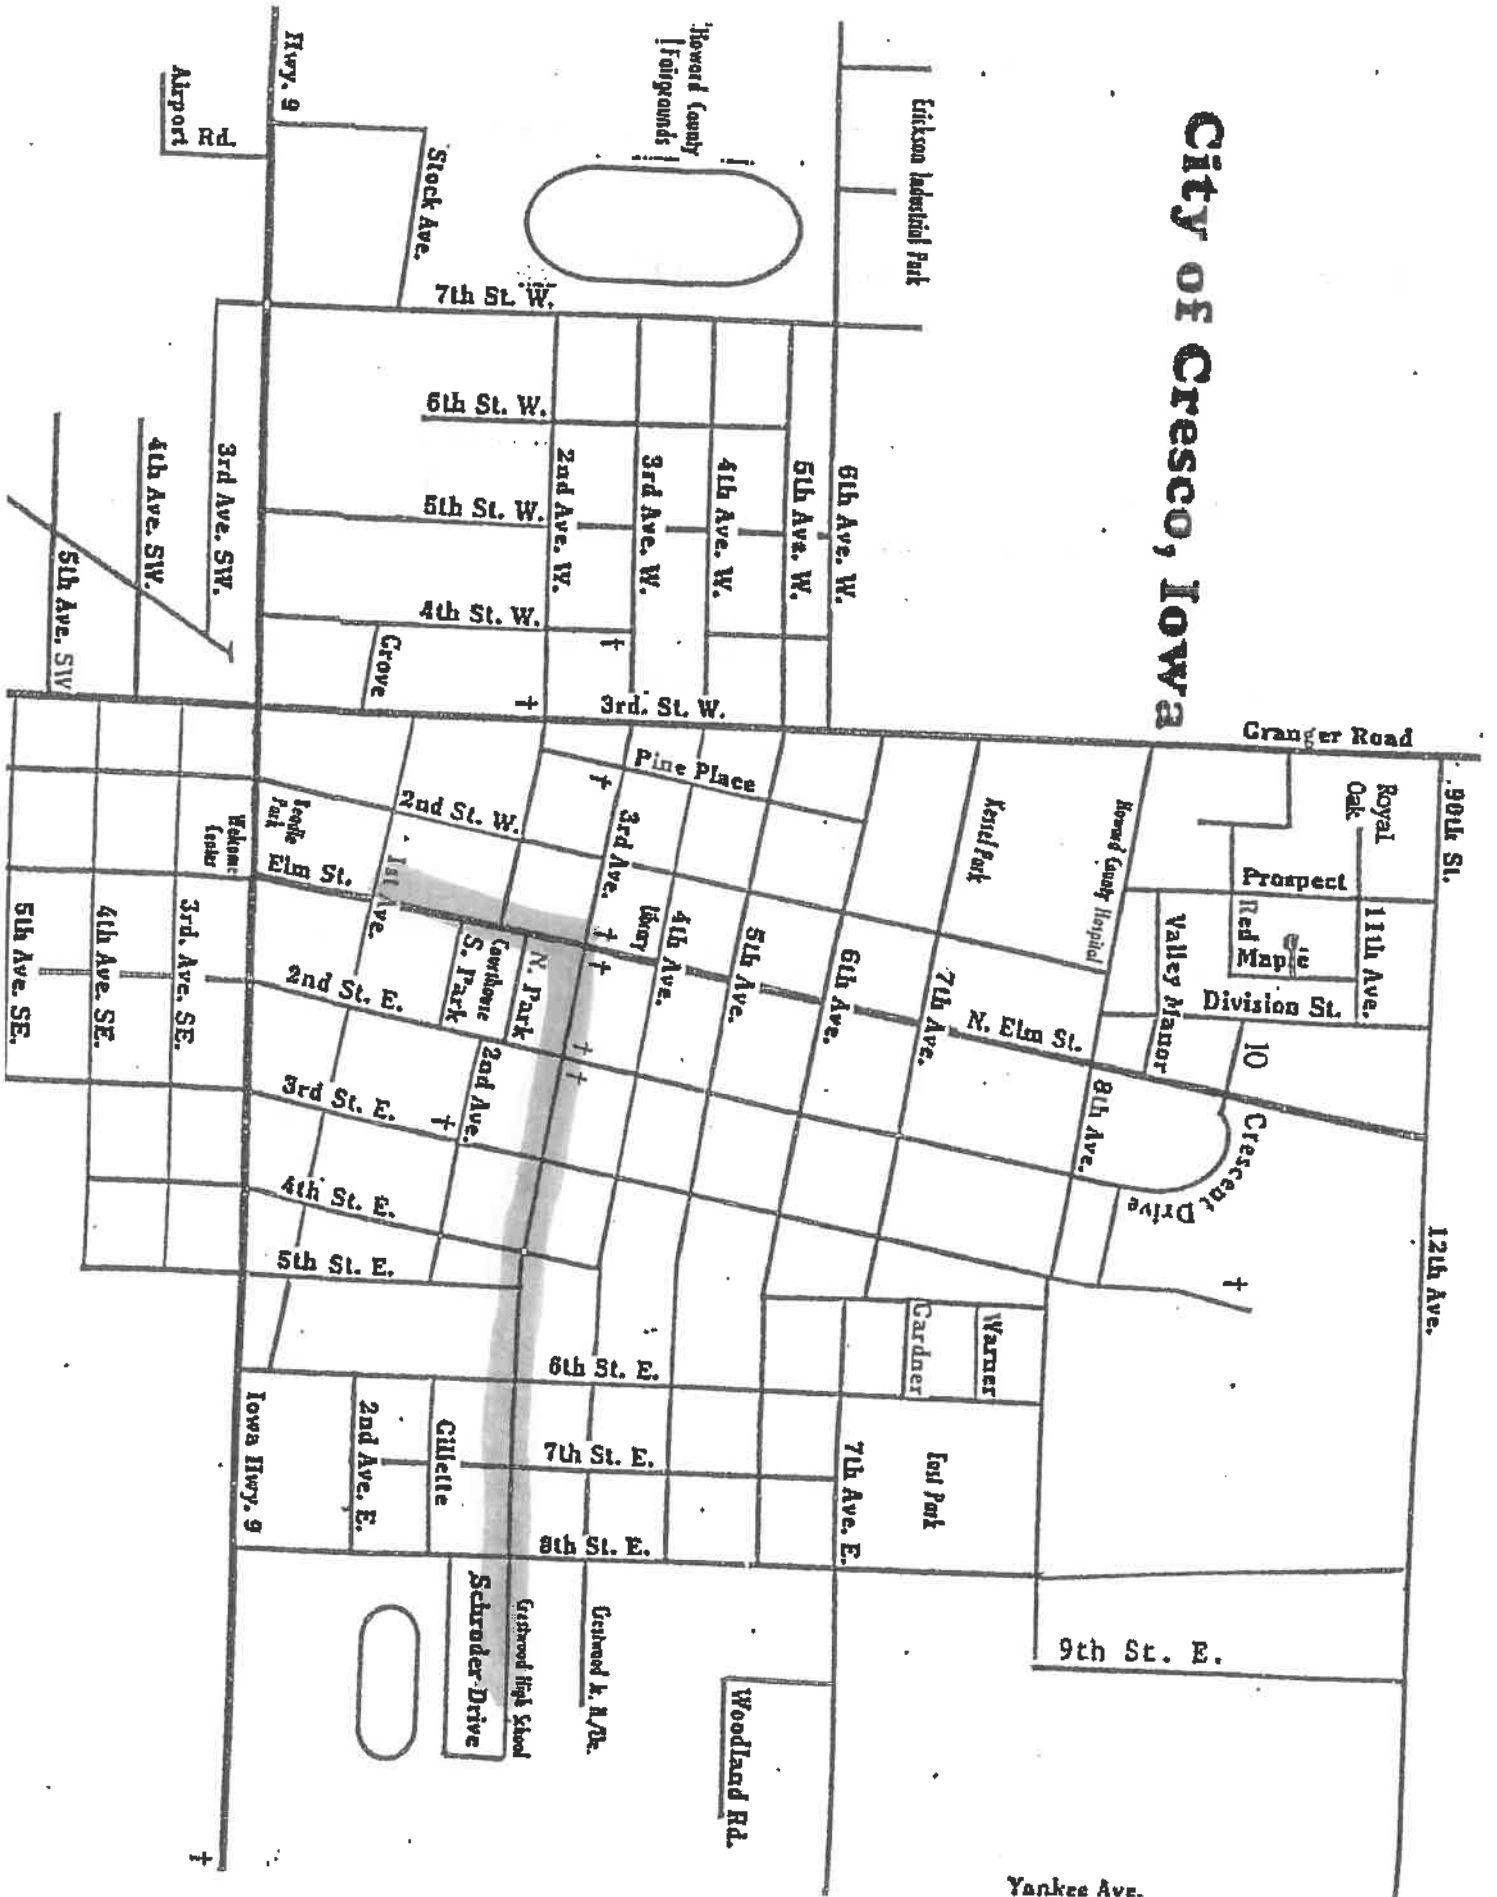 City of Cresco, Iowa
Hwy. 9
Airport Rd.
Stock Ave.
Howard County
Fairgrounds
Erickson Industrial Park
7th St. W.
6th St. W.
5th St. W.
4th St. W.
Grove
3rd. St. W.
2nd Ave. W.
3rd Ave. W.
4th Ave. W.
5th Ave. W.
6th Ave. W.
3rd Ave. SW.
4th Ave. SW.
5th Ave. SW
Granger Road
90th St.
Royal
Oak
Prospect
11th Ave.
Red
Maple
Division St.
Valley Manor
10
Howard County Hospital
Kessel Park
Pine Place
2nd St. W.
Beadle
Park
Welcome
Center
Elm St.
1st Ave.
3rd Ave.
Library
4th Ave.
5th Ave.
6th Ave.
7th Ave.
N. Elm St.
8th Ave.
Crescent Drive
12th Ave.
N. Park
Courthouse
S. Park
2nd St. E.
2nd Ave.
3rd St. E.
4th St. E.
5th St. E.
3rd. Ave. SE.
4th Ave. SE.
5th Ave. SE.
6th St. E.
7th St. E.
8th St. E.
Iowa Hwy. 9
2nd Ave. E.
Gillette
7th Ave. E.
Gardner
Warner
East Park
Schroder Drive
Crestwood High School
Woodland Rd.
9th St. E.
Yankee Ave.